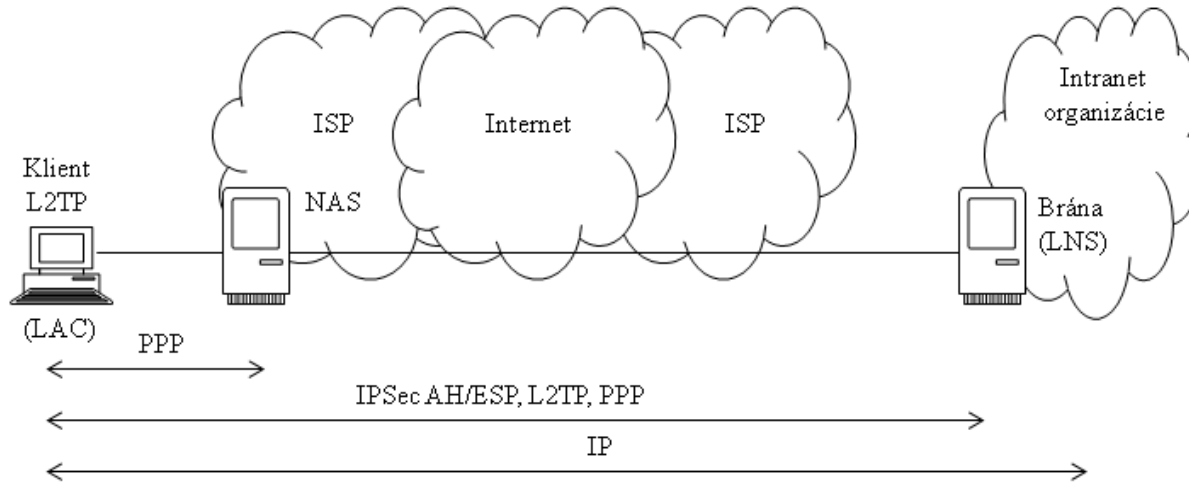 ISP
Internet
ISP
Intranet
organizácie
Klient
L2TP
NAS
Brána
(LNS)
(LAC)
PPP
IPSec AH/ESP, L2TP, PPP
IP